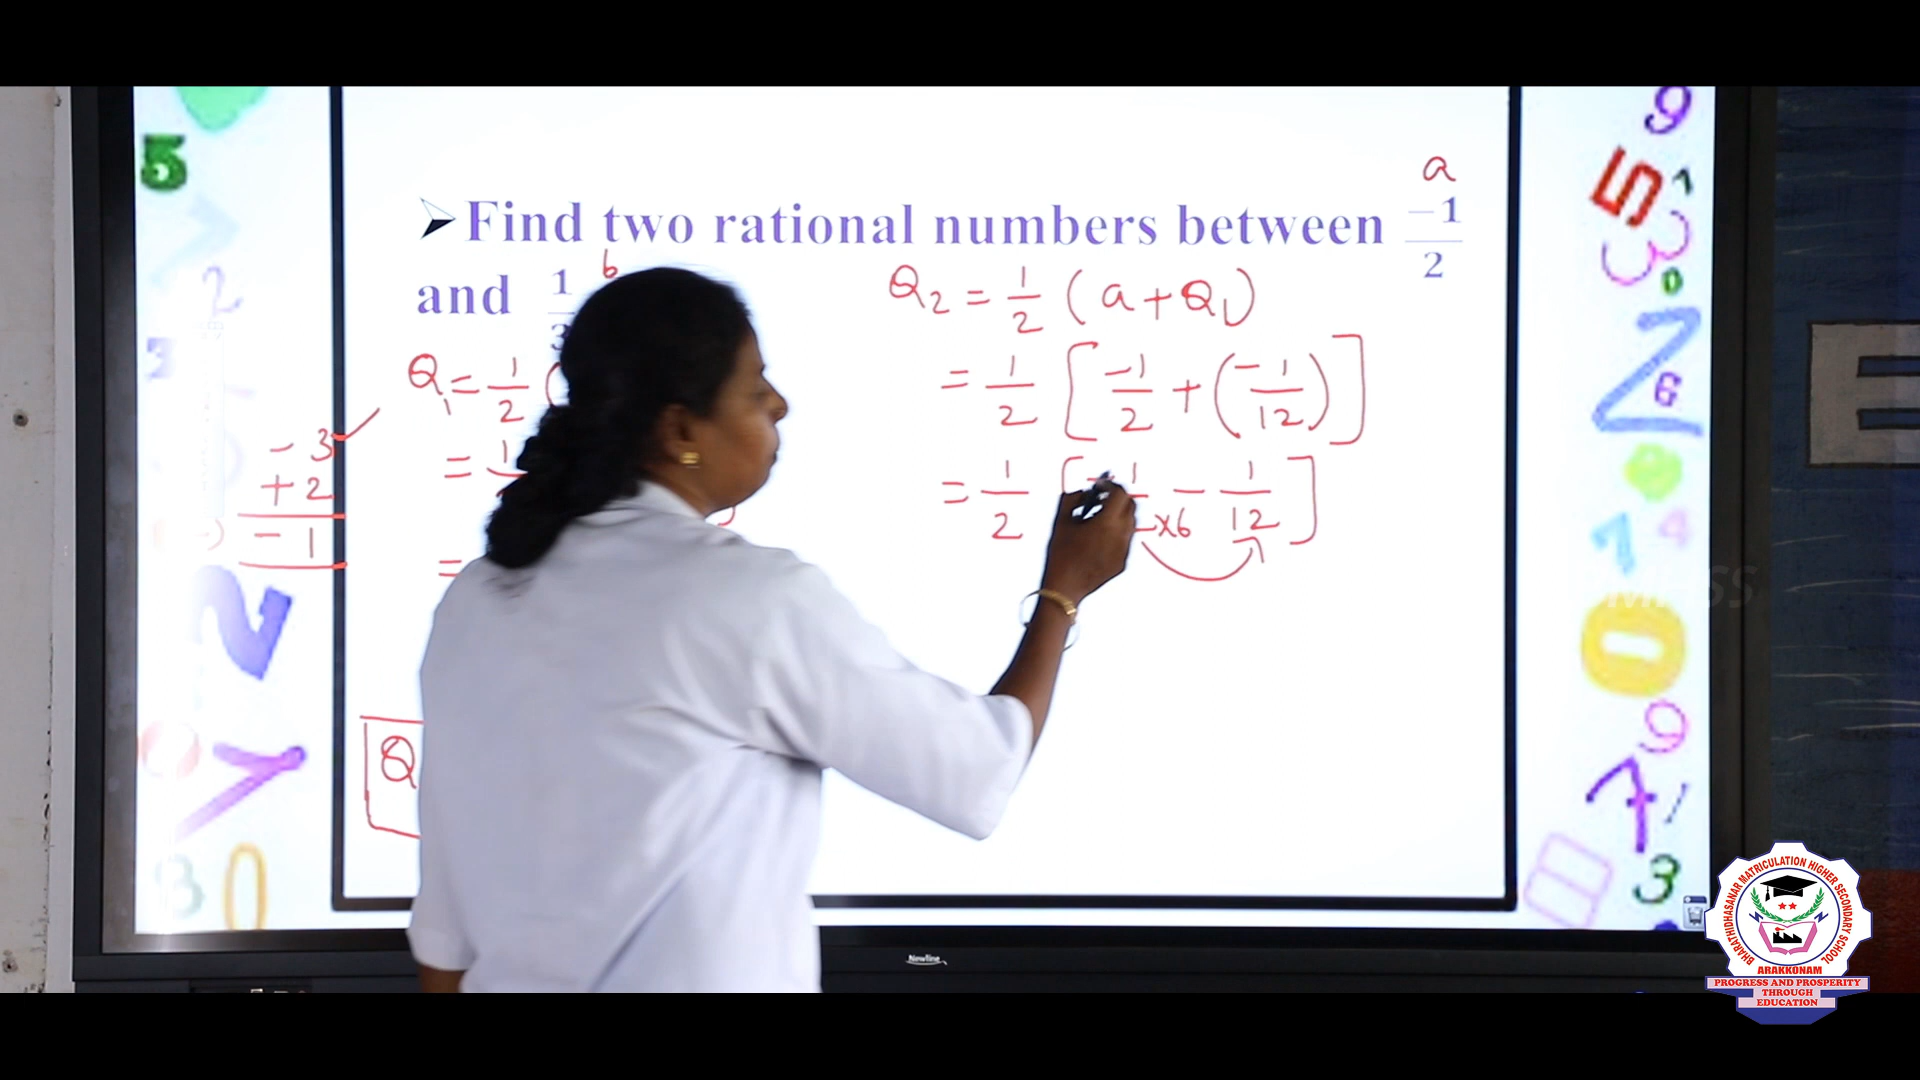 a
Find two rational numbers between -1/2
and 1/3
b
Q₁ = 1/2 (
=
=
- 3
+ 2
- 1
Q
Q₂ = 1/2 ( a + Q₁)
= 1/2 [ -1/2 + (-1/12) ]
= 1/2 [ 1 ×6 - 1/12 ]
Newline
BHARATHIDHASANAR MATRICULATION HIGHER SECONDARY SCHOOL
ARAKKONAM
PROGRESS AND PROSPERITY
THROUGH
EDUCATION